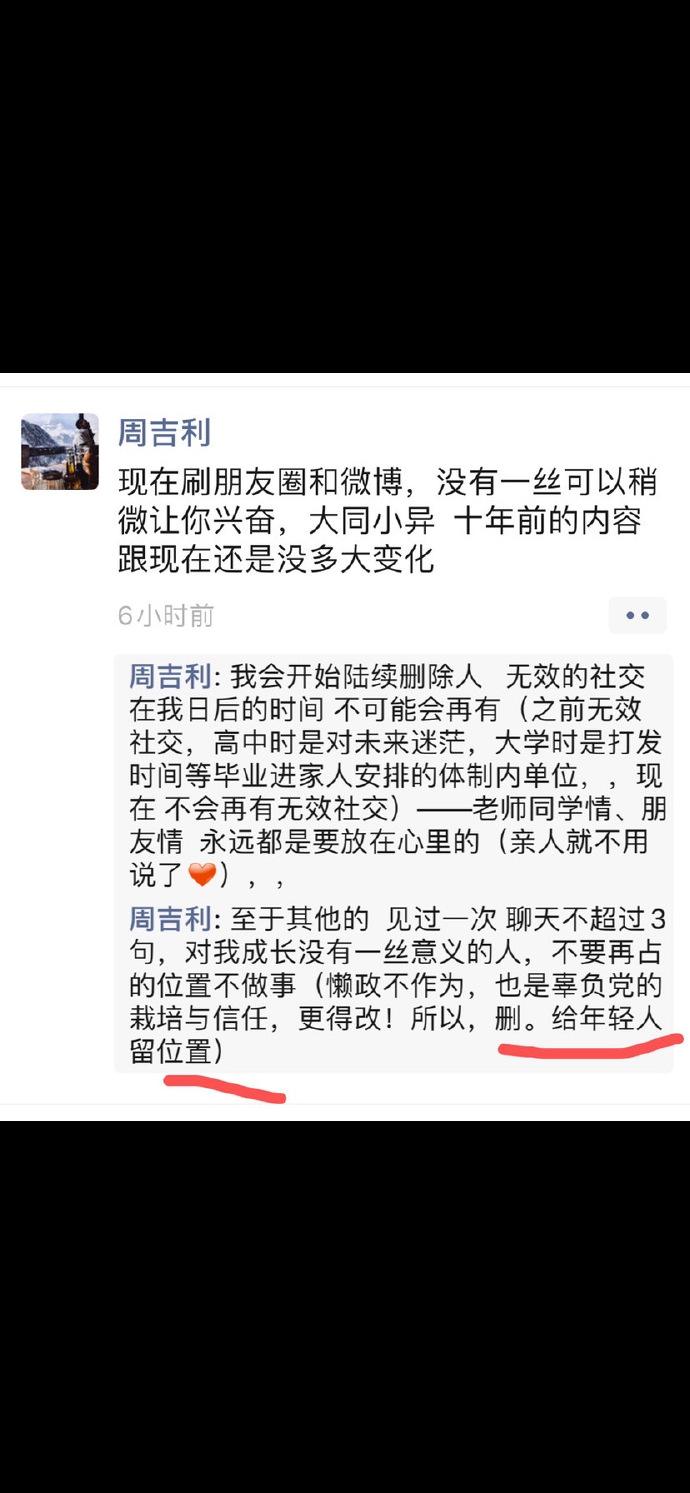 周吉利
现在刷朋友圈和微博，没有一丝可以稍
微让你兴奋，大同小异 十年前的内容
跟现在还是没多大变化
6小时前
周吉利: 我会开始陆续删除人 无效的社交
在我日后的时间 不可能会再有（之前无效
社交，高中时是对未来迷茫，大学时是打发
时间等毕业进家人安排的体制内单位，，现
在 不会再有无效社交）——老师同学情、朋
友情 永远都是要放在心里的（亲人就不用
说了❤️），，
周吉利: 至于其他的 见过一次 聊天不超过3
句，对我成长没有一丝意义的人，不要再占
的位置不做事（懒政不作为，也是辜负党的
栽培与信任，更得改！所以，删。给年轻人
留位置）